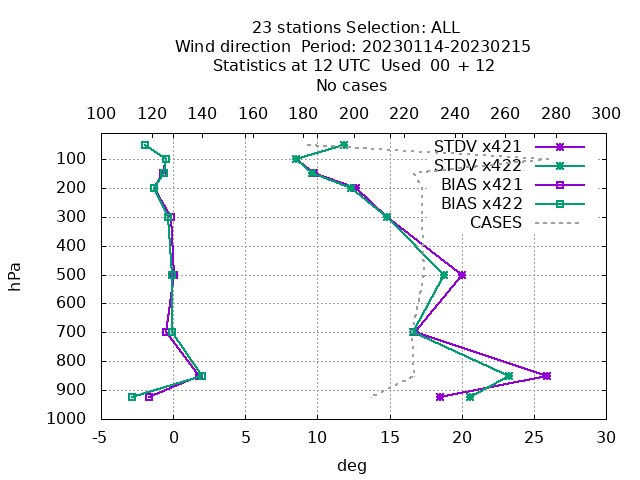 23 stations Selection: ALL
Wind direction  Period: 20230114-20230215
Statistics at 12 UTC  Used  00 + 12
No cases
100 120 140 160 180 200 220 240 260 280 300
STDV x421
STDV x422
BIAS x421
BIAS x422
CASES
100
200
300
400
500
600
700
800
900
1000
hPa
-5 0 5 10 15 20 25 30
deg